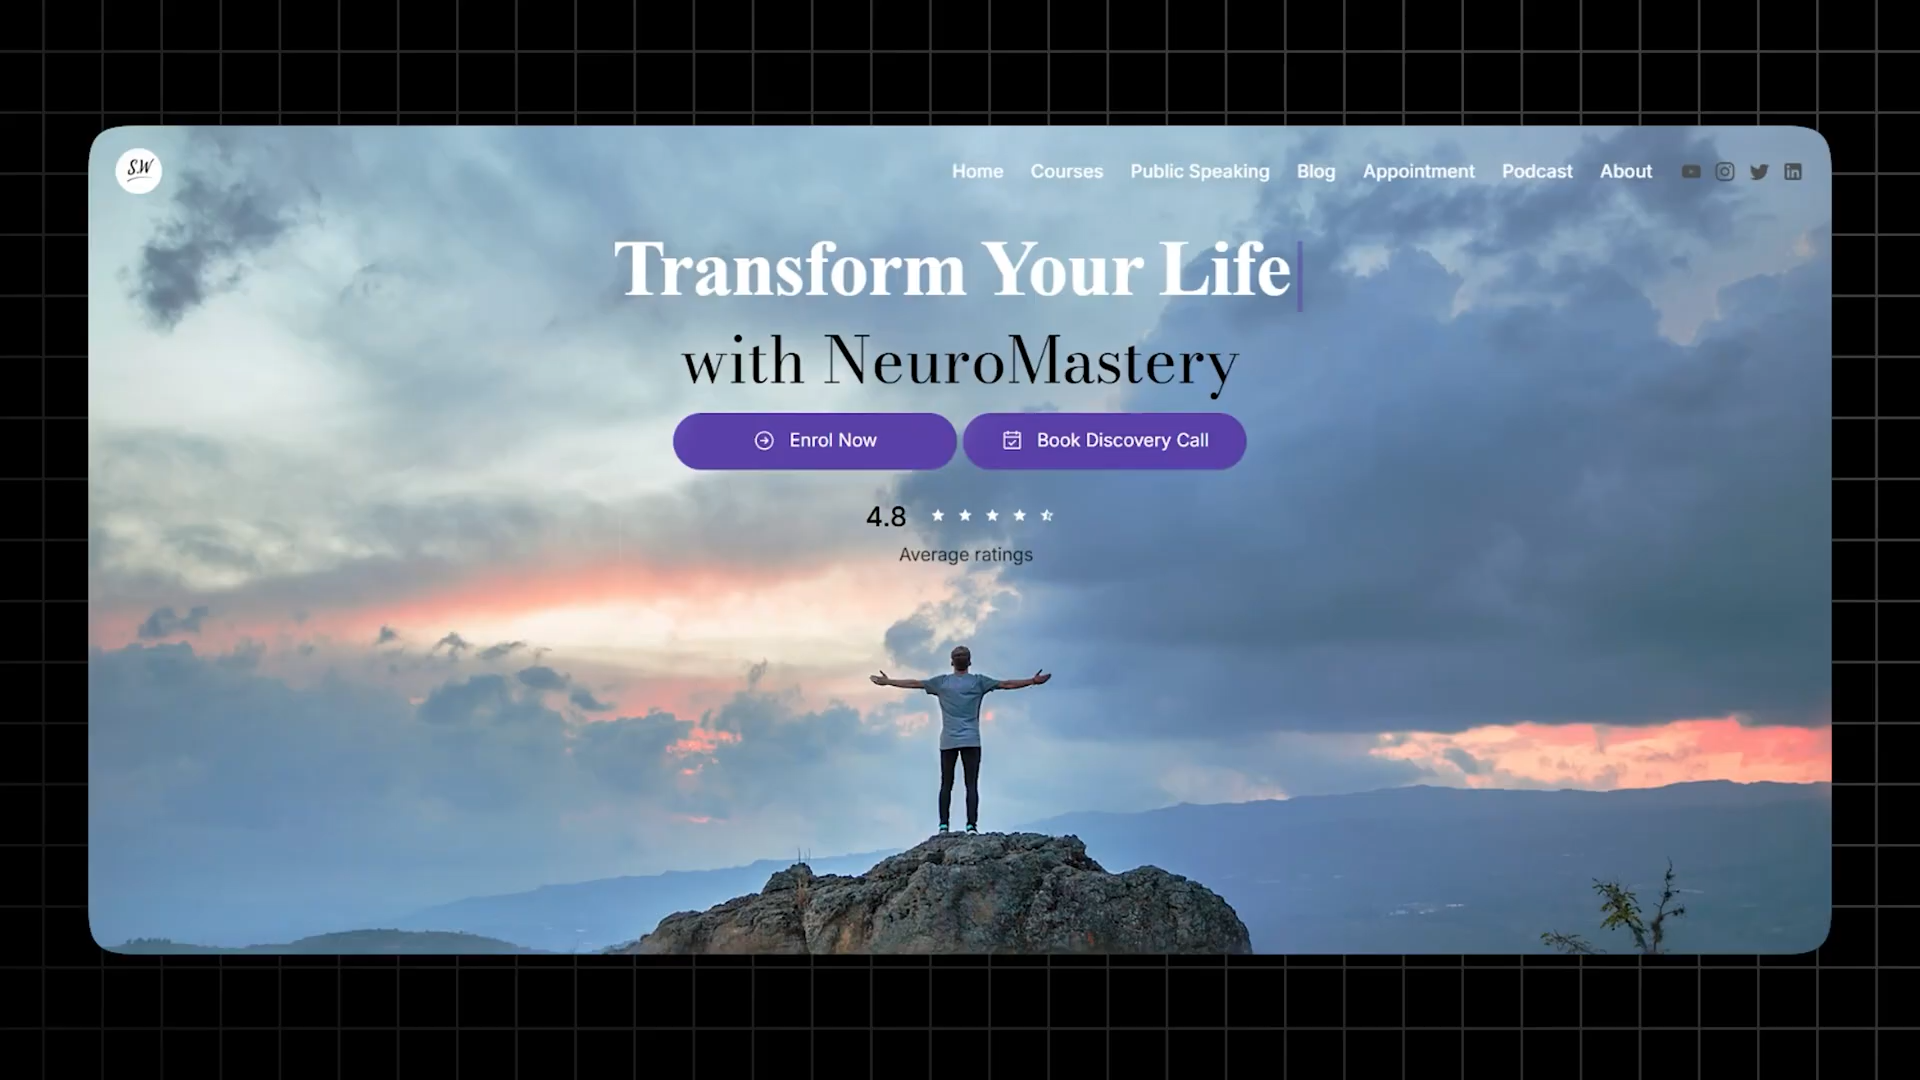 S.W
Home Courses Public Speaking Blog Appointment Podcast About
Transform Your Life
with NeuroMastery
Enrol Now Book Discovery Call
4.8
Average ratings